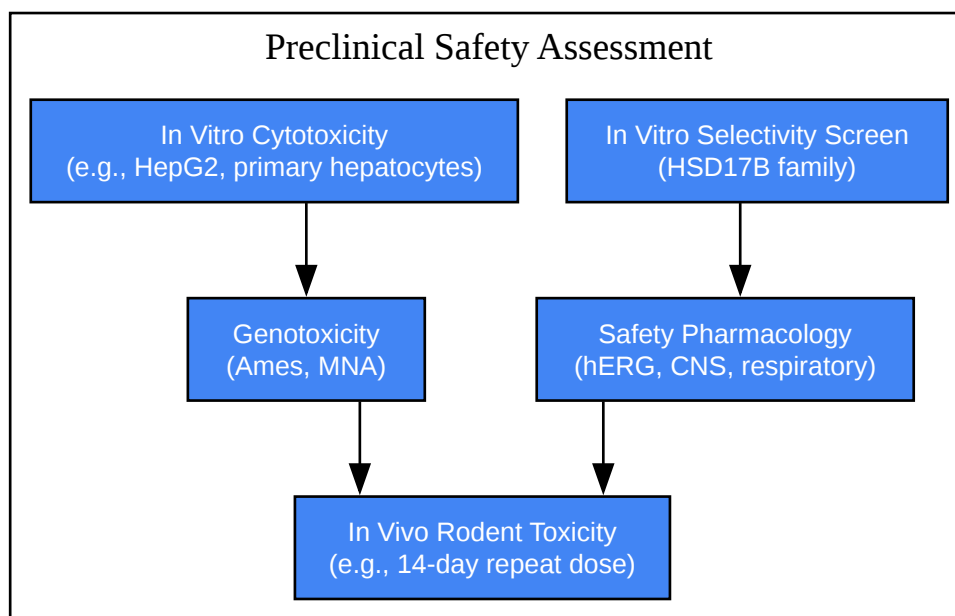 Preclinical Safety Assessment
In Vitro Cytotoxicity
(e.g., HepG2, primary hepatocytes)
In Vitro Selectivity Screen
(HSD17B family)
Genotoxicity
(Ames, MNA)
Safety Pharmacology
(hERG, CNS, respiratory)
In Vivo Rodent Toxicity
(e.g., 14-day repeat dose)